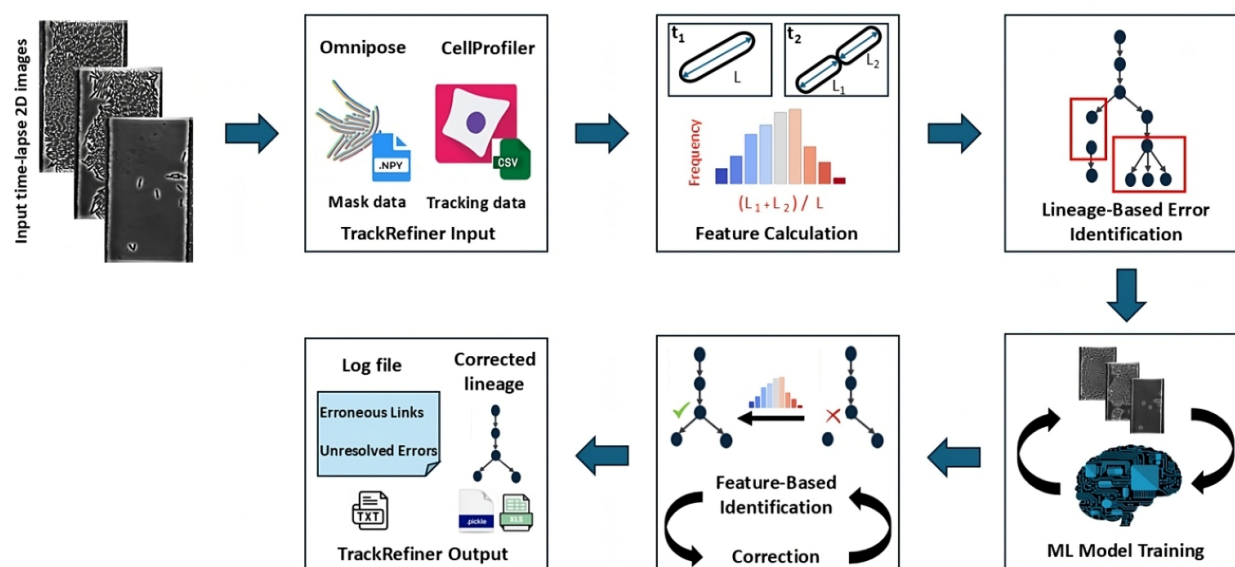 Input time-lapse 2D images
Omnipose
CellProfiler
.NPY
CSV
Mask data
Tracking data
TrackRefiner Input
t1
L
t2
L2
L1
Frequency
(L1 + L2) / L
Feature Calculation
Lineage-Based Error
Identification
Log file
Erroneous Links
Unresolved Errors
TXT
Corrected
lineage
.pickle
XLS
TrackRefiner Output
Feature-Based
Identification
Correction
ML Model Training